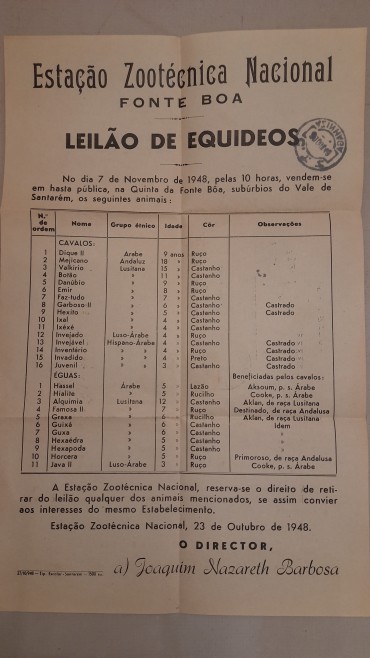 Estação Zootécnica Nacional
FONTE BOA
LEILÃO DE EQUIDEOS
No dia 7 de Novembro de 1948, pelas 10 horas, vendem-se
em hasta pública, na Quinta da Fonte Bôa, subúrbios do Vale de
Santarém, os seguintes animais:
N.º de ordem Nome Grupo étnico Idade Côr Observações
CAVALOS:
1 Dique II Arabe 9 anos Ruço
2 Mejicano Andaluz 18 » Ruço
3 Valkirio Lusitana 15 » Castanho
4 Botão » 11 » Castanho
5 Danúbio » 9 » Ruço
6 Emir » 8 » Ruço
7 Faz-tudo » 7 » Castanho
8 Garboso-II » 6 » Castanho Castrado
9 Hexito » 5 » Castanho Castrado
10 Ixal » 4 » Castanho
11 Ixéxé » 4 » Castanho
12 Invejado Luso-Árabe 4 » Ruço
13 Invejável Hispano-Árabe 4 » Castanho Castrado
14 Inventário » » 4 » Ruço Castrado
15 Invadido » » 4 » Preto Castrado
16 Juvenil » » 3 » Castanho Castrado
ÉGUAS: Beneficiadas pelos cavalos:
1 Hassel Árabe 5 » Lazão Aksoum, p. s. Árabe
2 Hialite » 5 » Rucilho Cooke, p. s. Árabe
3 Alquimia Lusitana 12 » Castanho Aklan, de raça Lusitana
4 Famosa II » 7 » Ruço Destinado, de raça Andalusa
5 » 6 » Rucilho Aklan, de raça Lusitana
6 Guixá » 6 » Castanho Idem
7 Guxa » 6 » Castanho »
8 Hexaédra » 5 » Castanho »
9 Hexapoda » 5 » Castanho »
10 Harcera » 5 » Ruço Primoroso, de raça Andalusa
11 Java II Luso-Árabe 3 » Ruço Cooke, p. s. Árabe
A Estação Zootécnica Nacional, reserva-se o direito de reti-
rar do leilão qualquer dos animais mencionados, se assim convier
aos interesses do mesmo Estabelecimento.
Estação Zootécnica Nacional, 23 de Outubro de 1948.
O DIRECTOR,
a) Joaquim Nazareth Barbosa